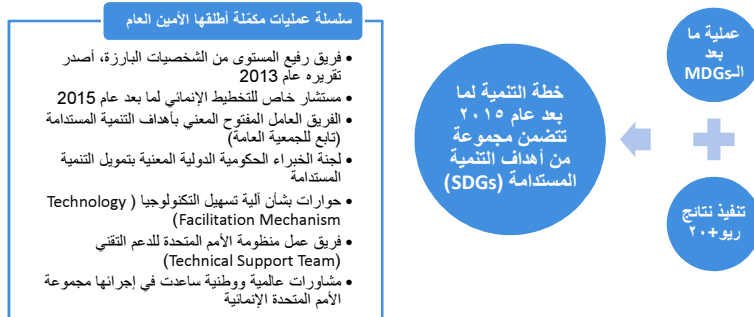 عملية ما
بعد
الـMDGs
تنفيذ نتائج
ريو+٢٠
خطة التنمية لما
بعد عام ٢٠١٥
تتضمن مجموعة
من أهداف التنمية
المستدامة (SDGs)
سلسلة عمليات مكمّلة أطلقها الأمين العام
• فريق رفيع المستوى من الشخصيات البارزة، أصدر
تقريره عام 2013
• مستشار خاص للتخطيط الإنمائي لما بعد عام 2015
• الفريق العامل المفتوح المعني بأهداف التنمية المستدامة
(تابع للجمعية العامة)
• لجنة الخبراء الحكومية الدولية المعنية بتمويل التنمية
المستدامة
• حوارات بشأن آلية تسهيل التكنولوجيا ( Technology
Facilitation Mechanism)
• فريق عمل منظومة الأمم المتحدة للدعم التقني
(Technical Support Team)
• مشاورات عالمية ووطنية ساعدت في إجرائها مجموعة
الأمم المتحدة الإنمائية